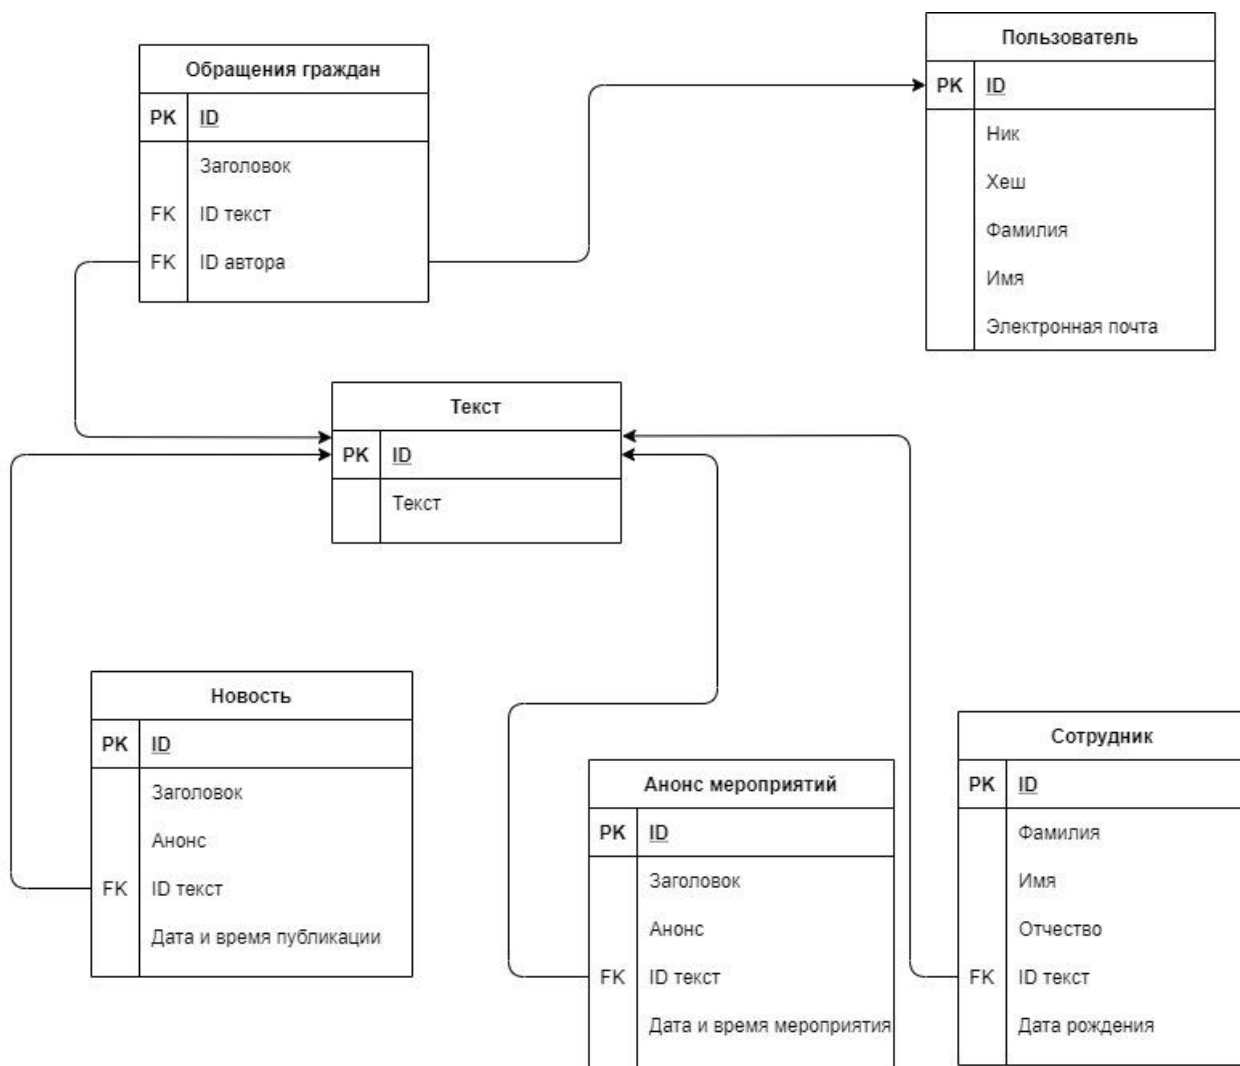 Обращения граждан
PK ID
Заголовок
FK ID текст
FK ID автора
Пользователь
PK ID
Ник
Хеш
Фамилия
Имя
Электронная почта
Текст
PK ID
Текст
Новость
PK ID
Заголовок
Анонс
FK ID текст
Дата и время публикации
Анонс мероприятий
PK ID
Заголовок
Анонс
FK ID текст
Дата и время мероприятия
Сотрудник
PK ID
Фамилия
Имя
Отчество
FK ID текст
Дата рождения